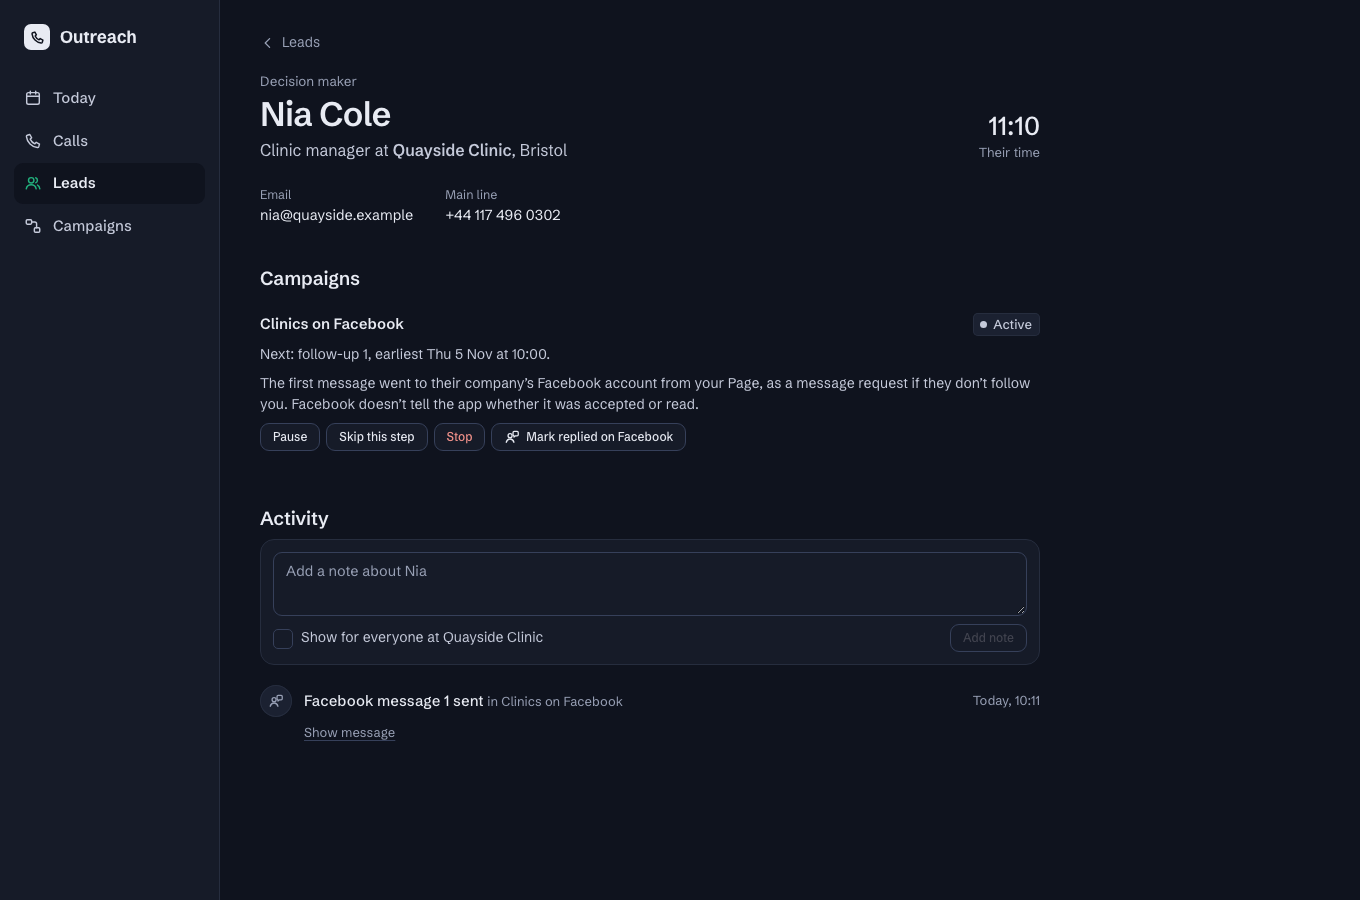 Outreach
Today
Calls
Leads
Campaigns
Leads
Decision maker
Nia Cole
Clinic manager at Quayside Clinic, Bristol
11:10
Their time
Email
nia@quayside.example
Main line
+44 117 496 0302
Campaigns
Clinics on Facebook
Active
Next: follow-up 1, earliest Thu 5 Nov at 10:00.
The first message went to their company’s Facebook account from your Page, as a message request if they don’t follow
you. Facebook doesn’t tell the app whether it was accepted or read.
Pause
Skip this step
Stop
Mark replied on Facebook
Activity
Add a note about Nia
Show for everyone at Quayside Clinic
Add note
Facebook message 1 sent in Clinics on Facebook
Today, 10:11
Show message